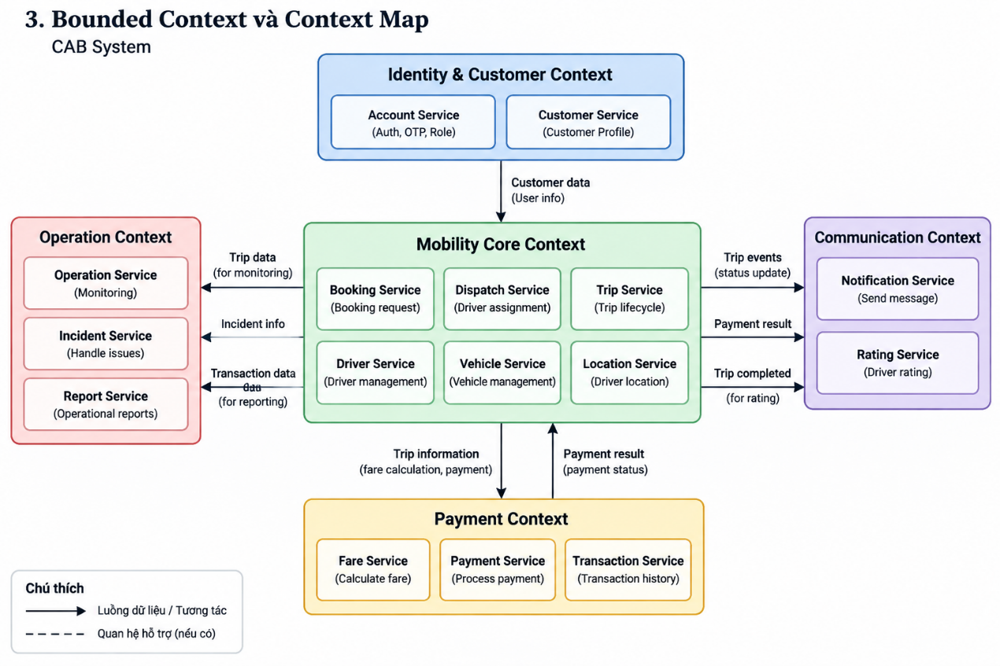 3. Bounded Context và Context Map
CAB System
Identity & Customer Context
Account Service
(Auth, OTP, Role)
Customer Service
(Customer Profile)
Customer data
(User info)
Operation Context
Operation Service
(Monitoring)
Incident Service
(Handle issues)
Report Service
(Operational reports)
Trip data
(for monitoring)
Incident info
Transaction data
(for reporting)
Mobility Core Context
Booking Service
(Booking request)
Dispatch Service
(Driver assignment)
Trip Service
(Trip lifecycle)
Driver Service
(Driver management)
Vehicle Service
(Vehicle management)
Location Service
(Driver location)
Trip events
(status update)
Payment result
Trip completed
(for rating)
Communication Context
Notification Service
(Send message)
Rating Service
(Driver rating)
Trip information
(fare calculation, payment)
Payment result
(payment status)
Payment Context
Fare Service
(Calculate fare)
Payment Service
(Process payment)
Transaction Service
(Transaction history)
Chú thích
Luồng dữ liệu / Tương tác
Quan hệ hỗ trợ (nếu có)